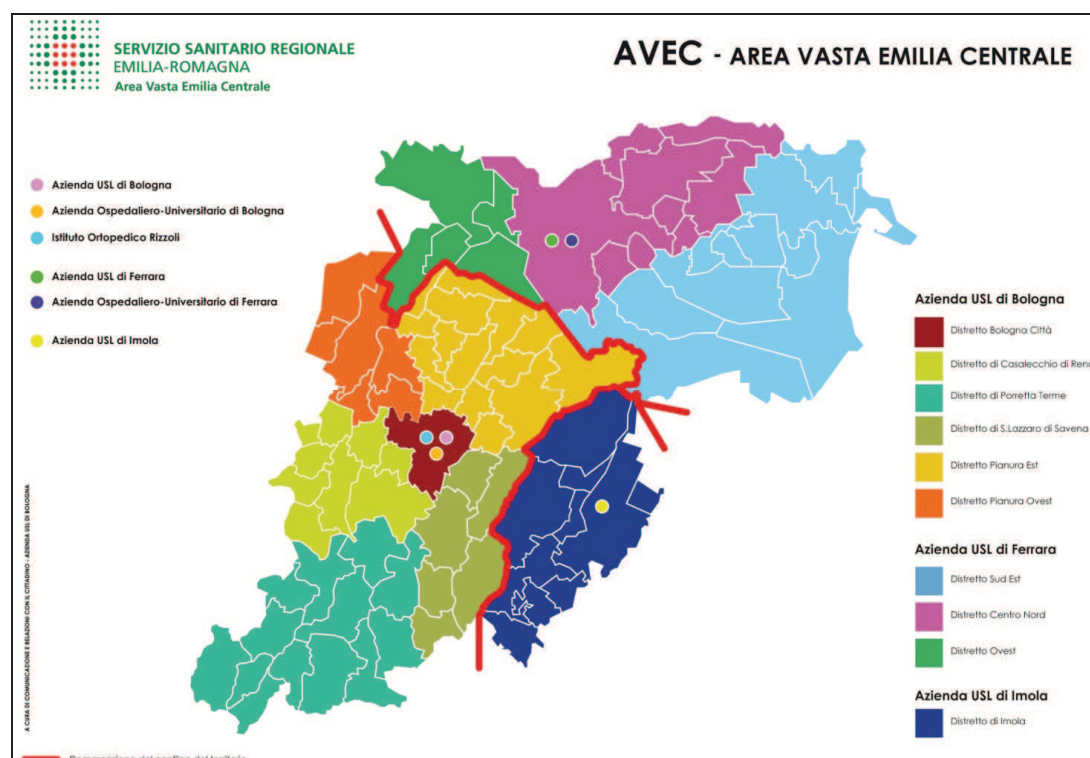 SERVIZIO SANITARIO REGIONALE
EMILIA-ROMAGNA
Area Vasta Emilia Centrale
AVEC - AREA VASTA EMILIA CENTRALE
Azienda USL di Bologna
Azienda Ospedaliero-Universitario di Bologna
Istituto Ortopedico Rizzoli
Azienda USL di Ferrara
Azienda Ospedaliero-Universitario di Ferrara
Azienda USL di Imola
Azienda USL di Bologna
Distretto Bologna Città
Distretto di Casalecchio di Ren
Distretto di Porretta Terme
Distretto di S.Lazzaro di Savena
Distretto Pianura Est
Distretto Pianura Ovest
Azienda USL di Ferrara
Distretto Sud Est
Distretto Centro Nord
Distretto Ovest
Azienda USL di Imola
Distretto di Imola
A CURA DI COMUNICAZIONE E RELAZIONI CON IL CITTADINO - AZIENDA USL DI BOLOGNA